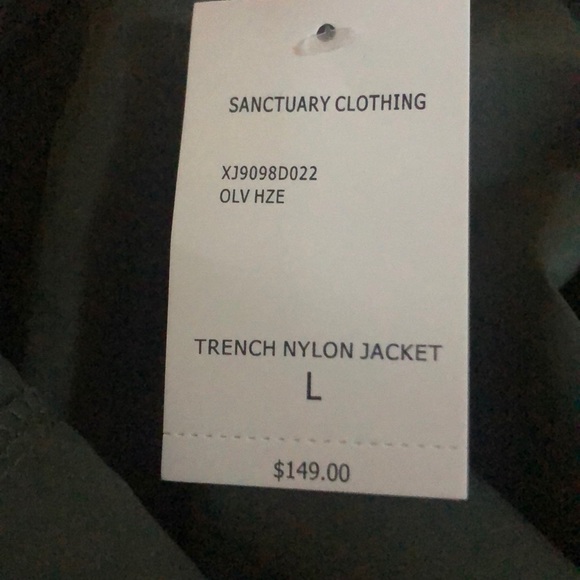 SANCTUARY CLOTHING
XJ9098D022
OLV HZE
TRENCH NYLON JACKET
L
$149.00